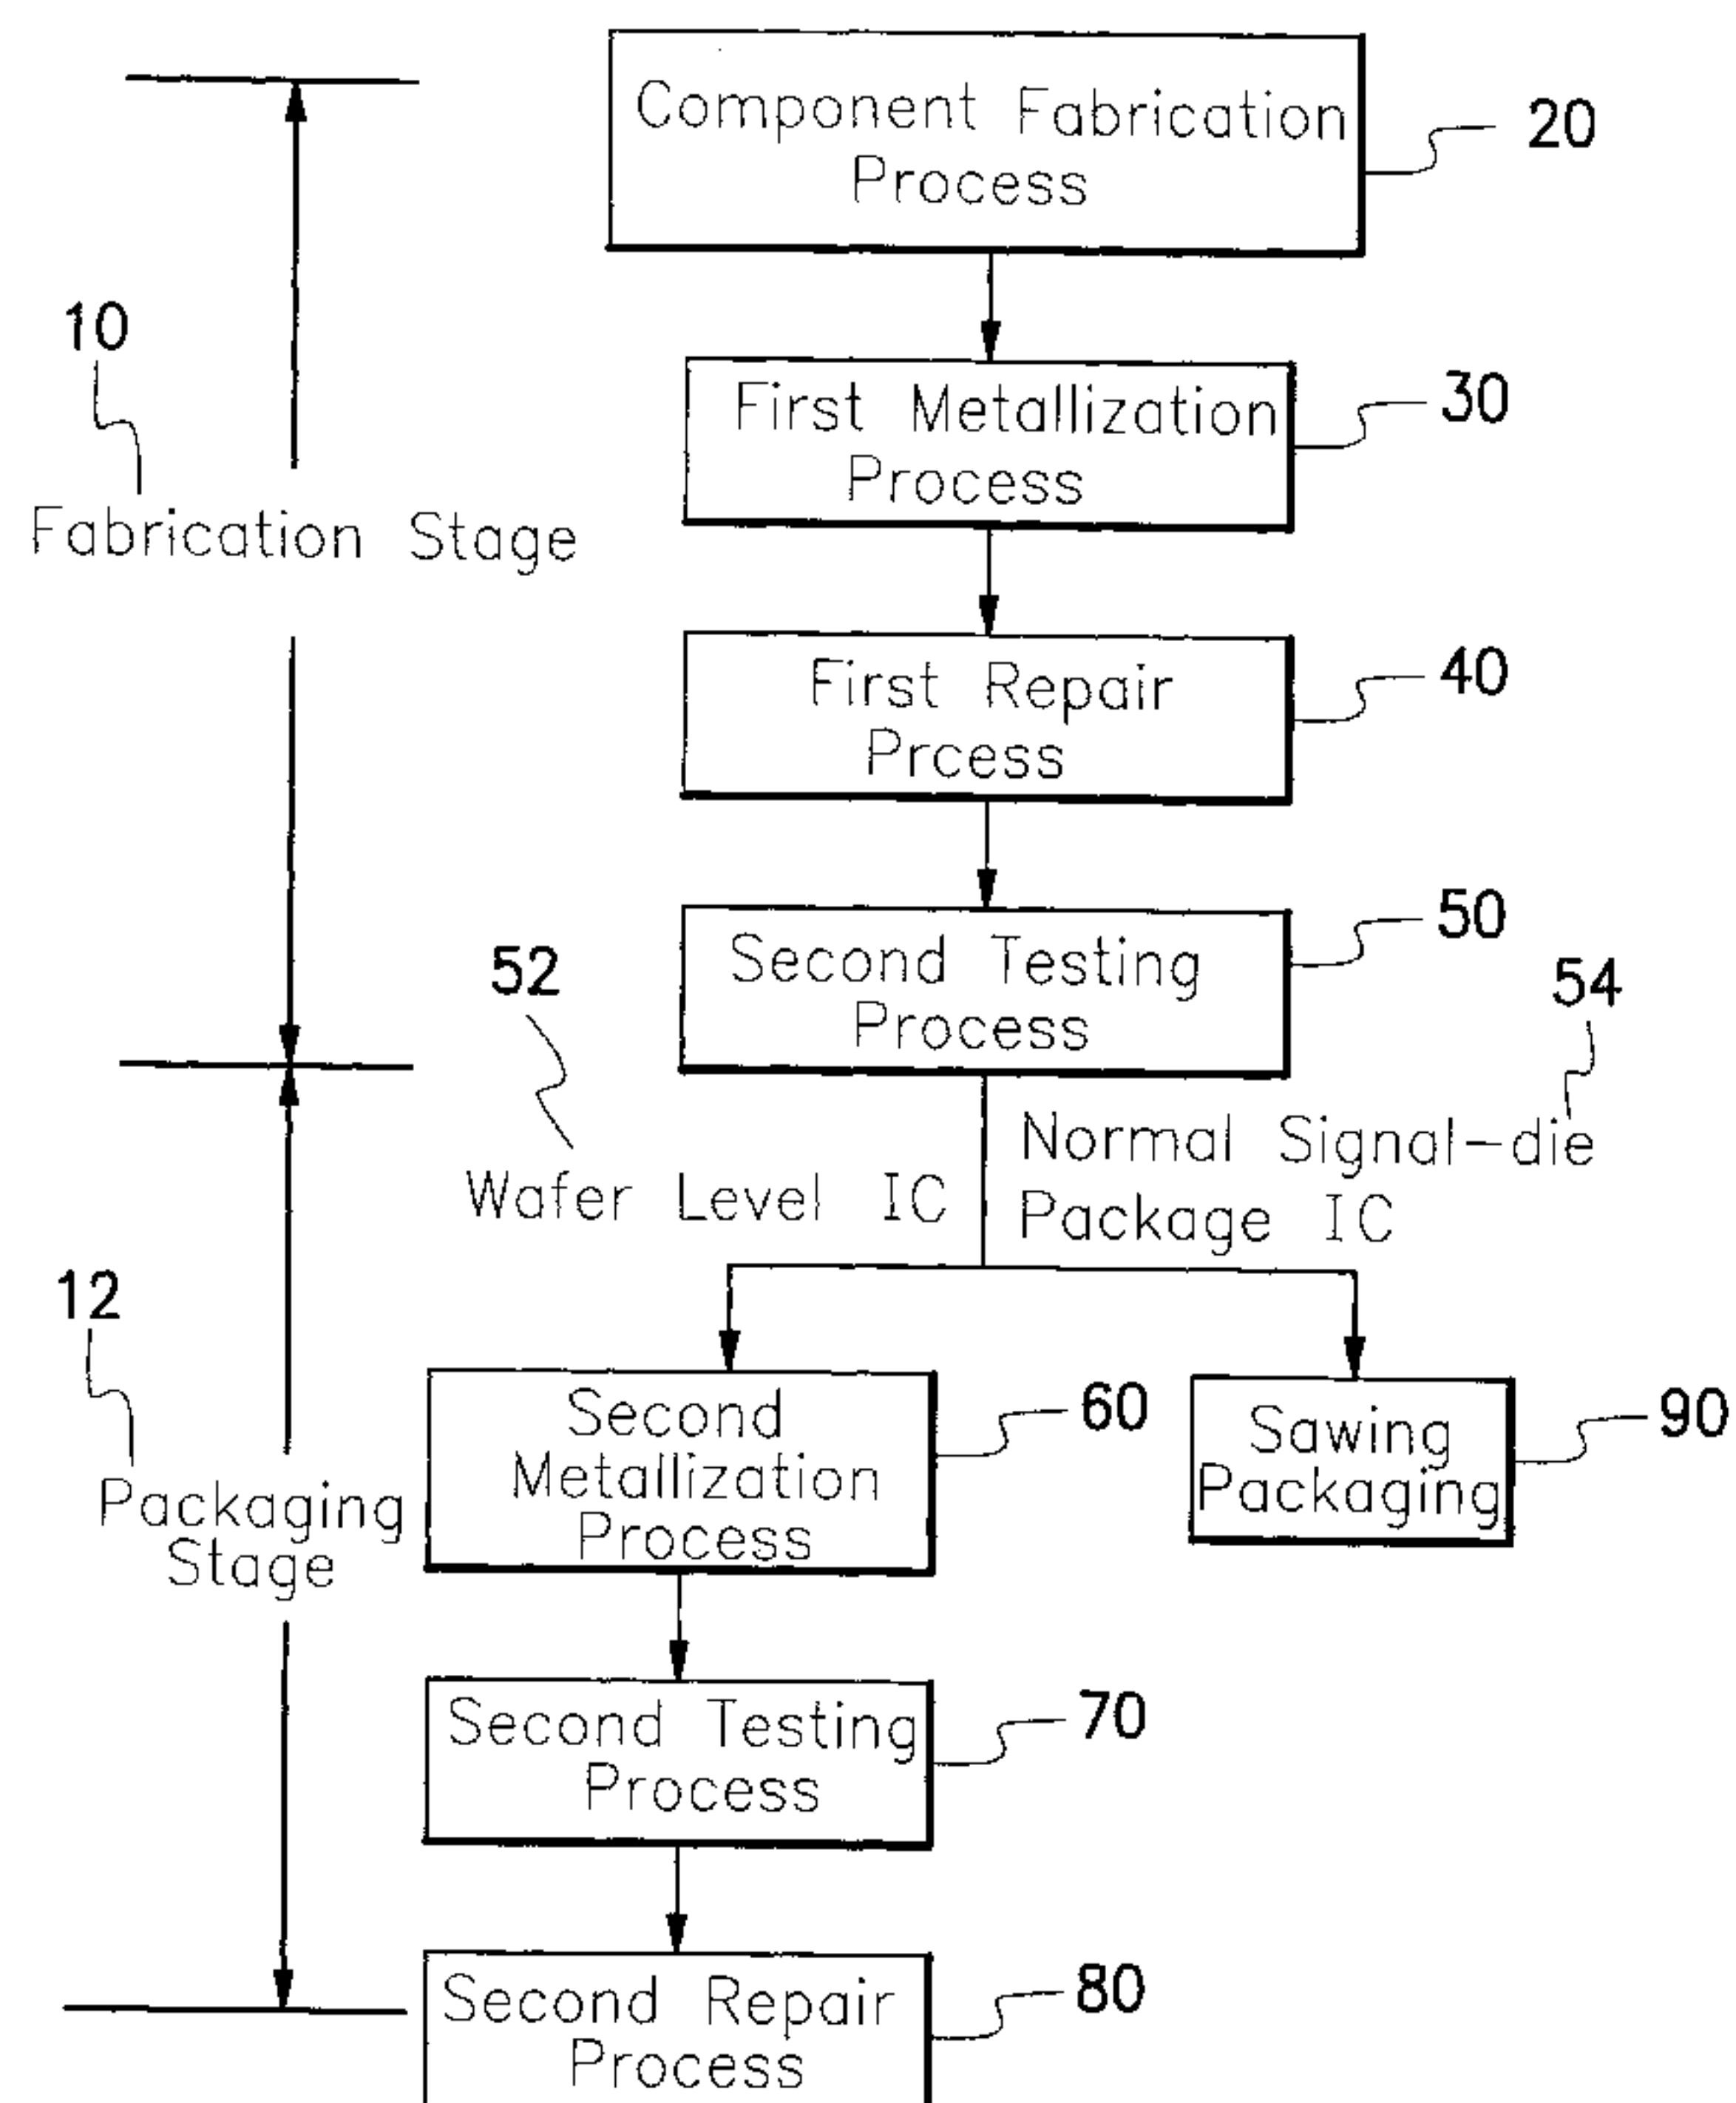 Component Fabrication
Process
20
10
First Metallization
Process
30
Fabrication Stage
First Repair
Prcess
40
Second Testing
Process
50
52
54
Wafer Level IC
Normal Signal-die
Package IC
12
Packaging
Stage
Second
Metallization
Process
60
Sawing
Packaging
90
Second Testing
Process
70
Second Repair
Process
80